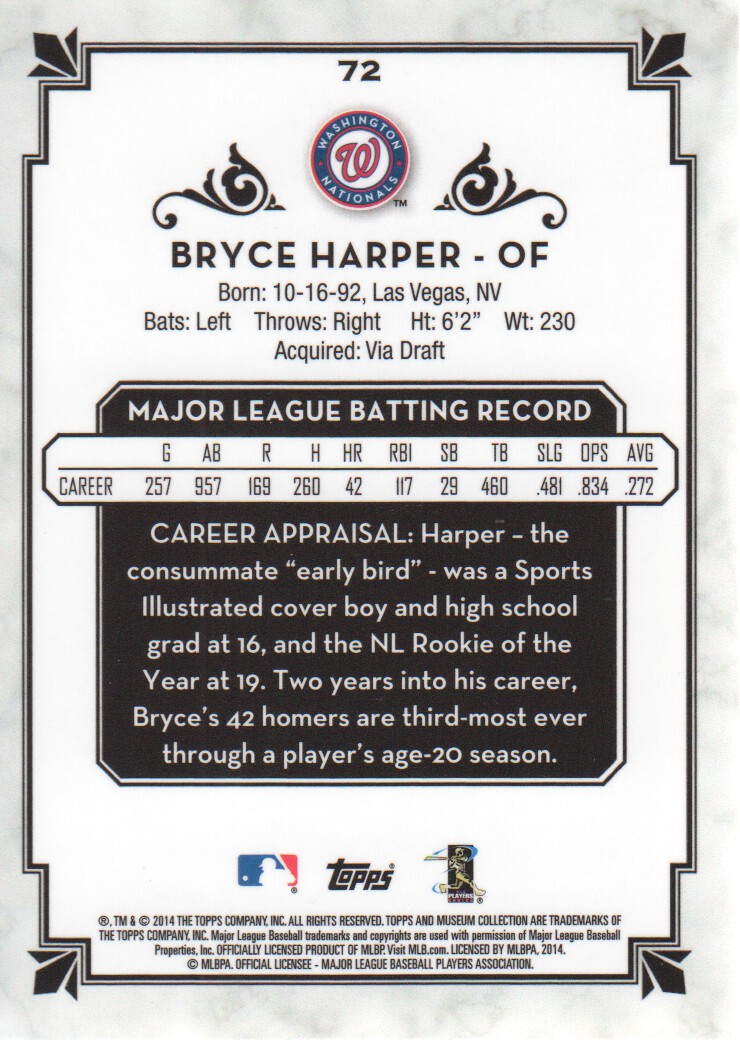 72
WASHINGTON
NATIONALS
W
TM
BRYCE HARPER - OF
Born: 10-16-92, Las Vegas, NV
Bats: Left Throws: Right Ht: 6'2” Wt: 230
Acquired: Via Draft
MAJOR LEAGUE BATTING RECORD
G AB R H HR RBI SB TB SLG OPS AVG
CAREER 257 957 169 260 42 117 29 460 .481 .834 .272
CAREER APPRAISAL: Harper – the
consummate “early bird” - was a Sports
Illustrated cover boy and high school
grad at 16, and the NL Rookie of the
Year at 19. Two years into his career,
Bryce's 42 homers are third-most ever
through a player's age-20 season.
® Topps® PLAYERS ®
®, TM & © 2014 THE TOPPS COMPANY, INC. ALL RIGHTS RESERVED. TOPPS AND MUSEUM COLLECTION ARE TRADEMARKS OF
THE TOPPS COMPANY, INC. Major League Baseball trademarks and copyrights are used with permission of Major League Baseball
Properties, Inc. OFFICIALLY LICENSED PRODUCT OF MLBP. Visit MLB.com. LICENSED BY MLBPA, 2014.
© MLBPA. OFFICIAL LICENSEE - MAJOR LEAGUE BASEBALL PLAYERS ASSOCIATION.